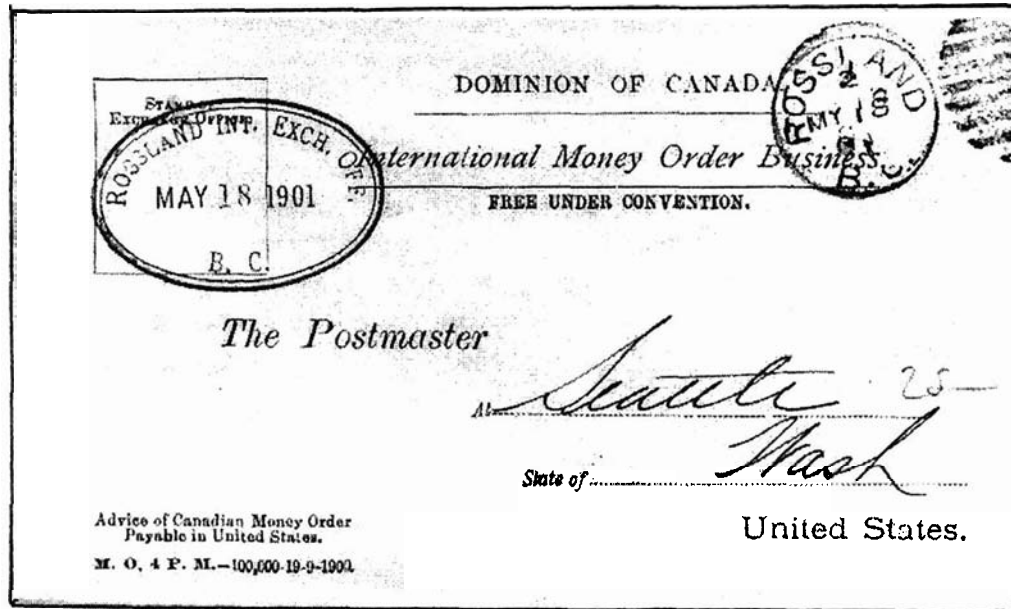 DOMINION OF CANADA
STAMP OF
EXCHANGE OFFICE
International Money Order Business.
FREE UNDER CONVENTION.
ROSSLAND INT. EXCH. OFF.
MAY 18 1901
B. C.
ROSSLAND
MY 18
01
B. C.
The Postmaster
At Seattle 25
State of Wash
United States.
Advice of Canadian Money Order
Payable in United States.
M. O. 4 P. M.—100,000-19-9-1900.